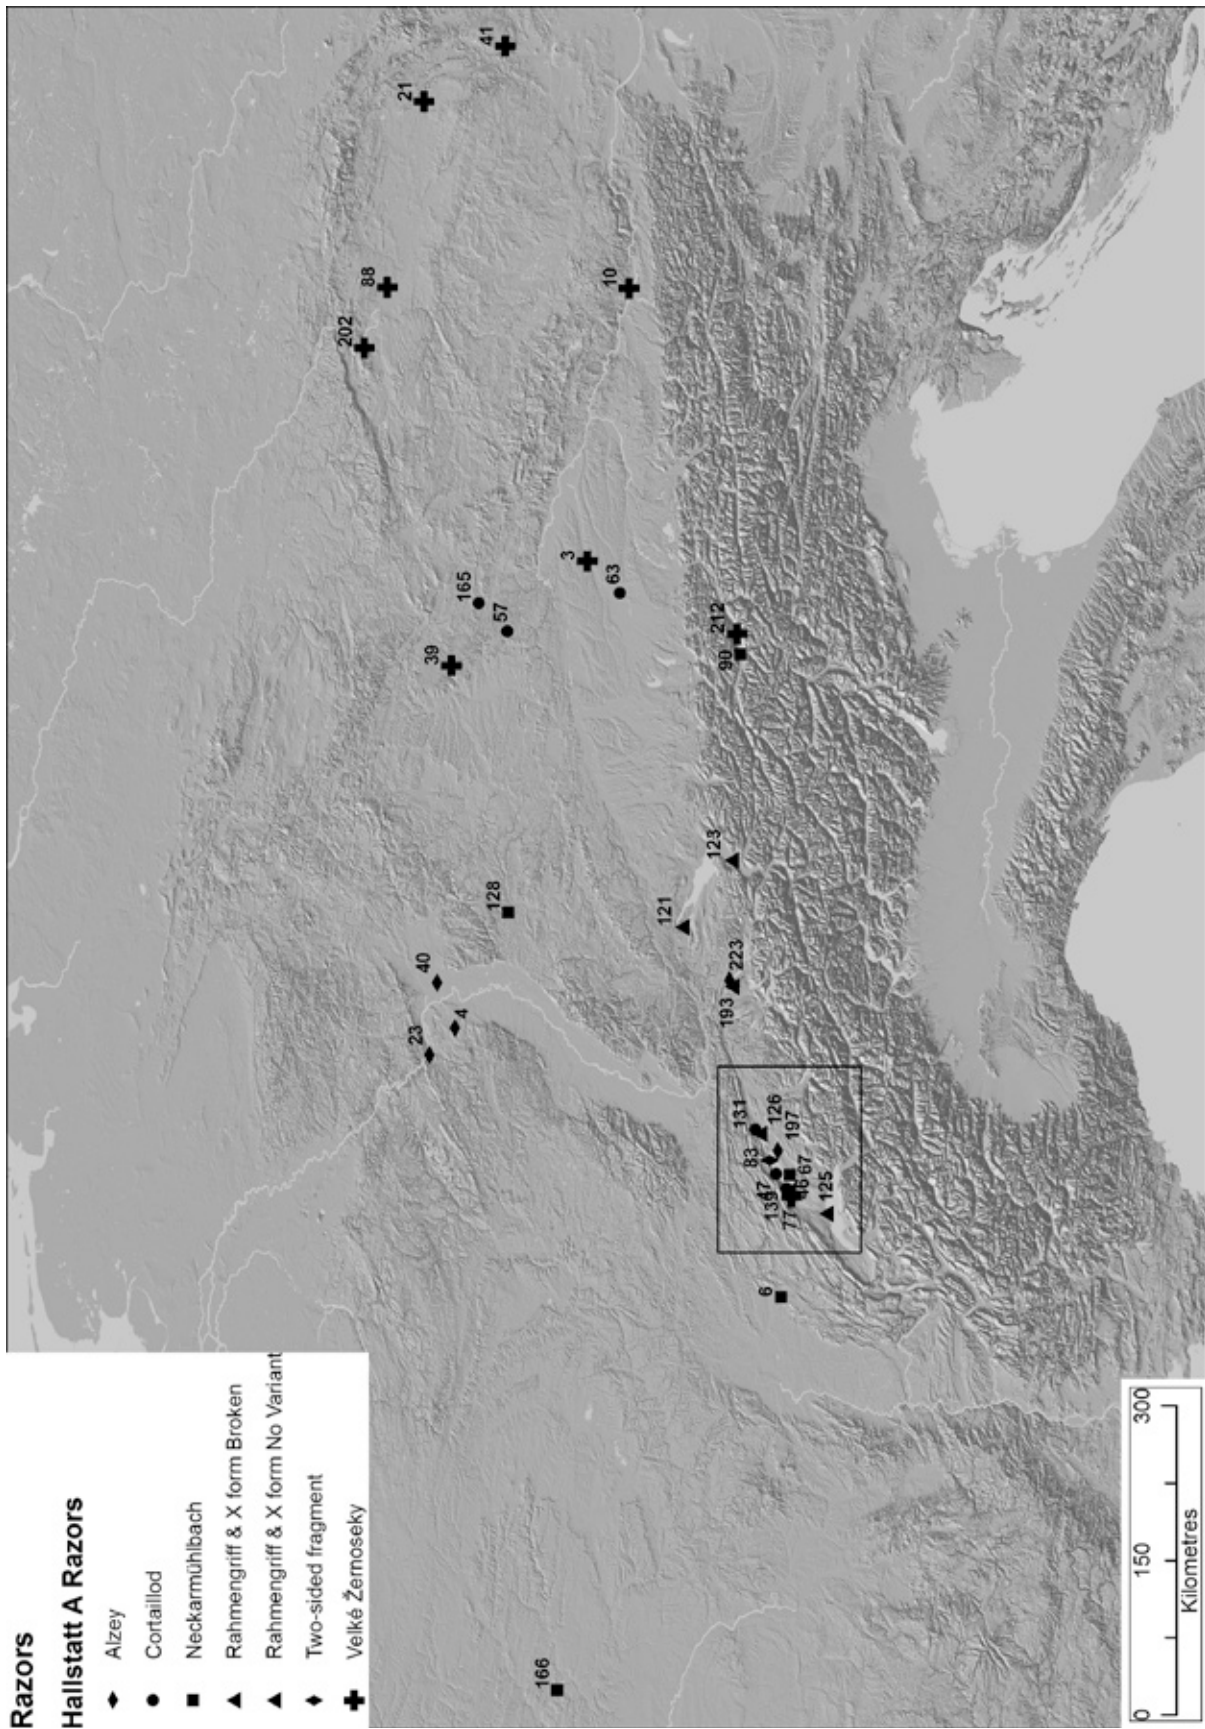 Razors
Hallstatt A Razors
Alzey
Cortaillod
Neckarmühlbach
Rahmengriff & X form Broken
Rahmengriff & X form No Variant
Two-sided fragment
Velké Žernoseky
41
21
88
202
10
3
165
63
57
39
212
90
128
123
121
40
4
23
223
193
131
126
83
197
47
67
139
46
77
125
6
166
0 150 300
Kilometres